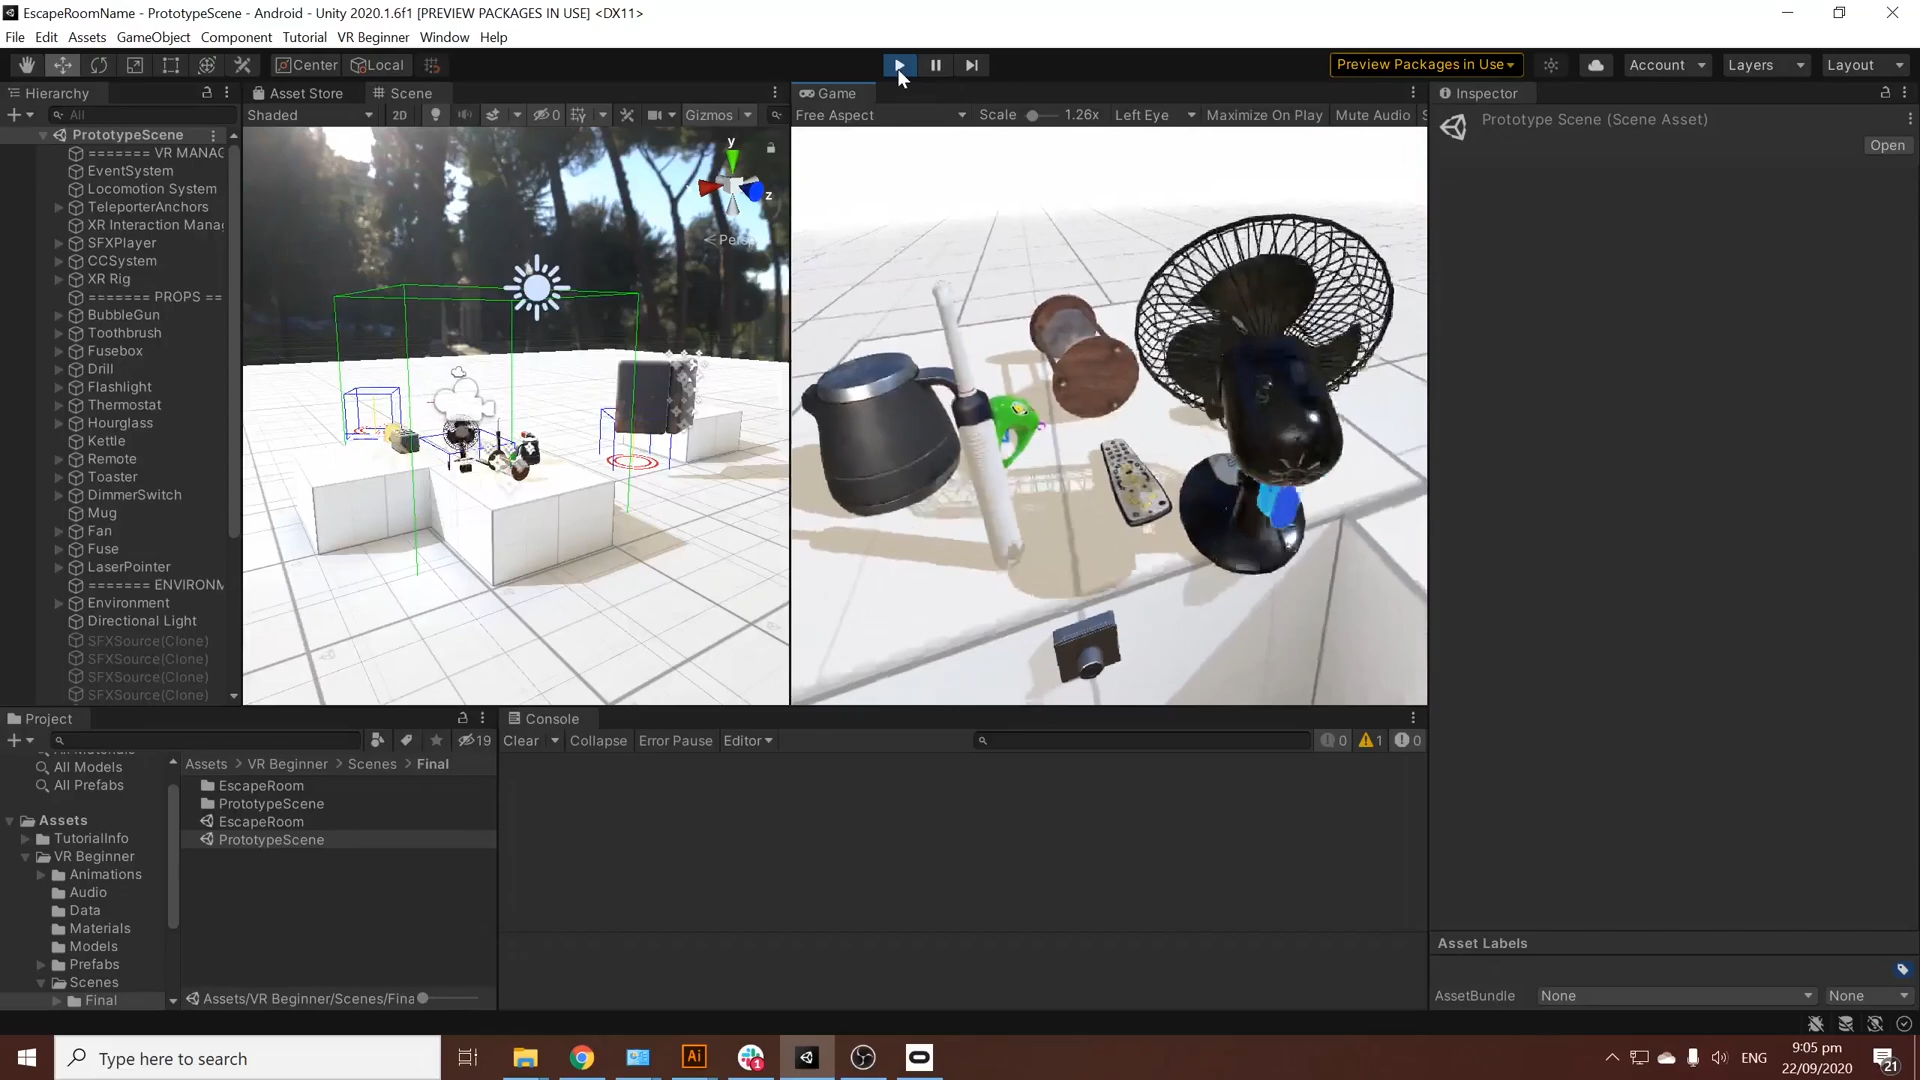 EscapeRoomName - PrototypeScene - Android - Unity 2020.1.6f1 [PREVIEW PACKAGES IN USE] <DX11>
File Edit Assets GameObject Component Tutorial VR Beginner Window Help
Center Local Preview Packages in Use Account Layers Layout
Hierarchy Asset Store Scene Game Inspector
All Shaded 2D 0 Gizmos Free Aspect Scale 1.26x Left Eye Maximize On Play Mute Audio S
Prototype Scene (Scene Asset)
Open
PrototypeScene
======= VR MANAG
EventSystem
Locomotion System
TeleporterAnchors
XR Interaction Manag
SFXPlayer
CCSystem
XR Rig
======= PROPS ==
BubbleGun
Toothbrush
Fusebox
Drill
Flashlight
Thermostat
Hourglass
Kettle
Remote
Toaster
DimmerSwitch
Mug
Fan
Fuse
LaserPointer
======= ENVIRONM
Environment
Directional Light
SFXSource(Clone)
SFXSource(Clone)
SFXSource(Clone)
SFXSource(Clone)
y
z
Persp
Project Console
19 Clear Collapse Error Pause Editor 0 1 0
All Materials
All Models
All Prefabs
Assets
TutorialInfo
VR Beginner
Animations
Audio
Data
Materials
Models
Prefabs
Scenes
Final
Assets > VR Beginner > Scenes > Final
EscapeRoom
PrototypeScene
EscapeRoom
PrototypeScene
Assets/VR Beginner/Scenes/Fina
Asset Labels
AssetBundle None None
Type here to search
Ai
1
ENG
9:05 pm
22/09/2020
21